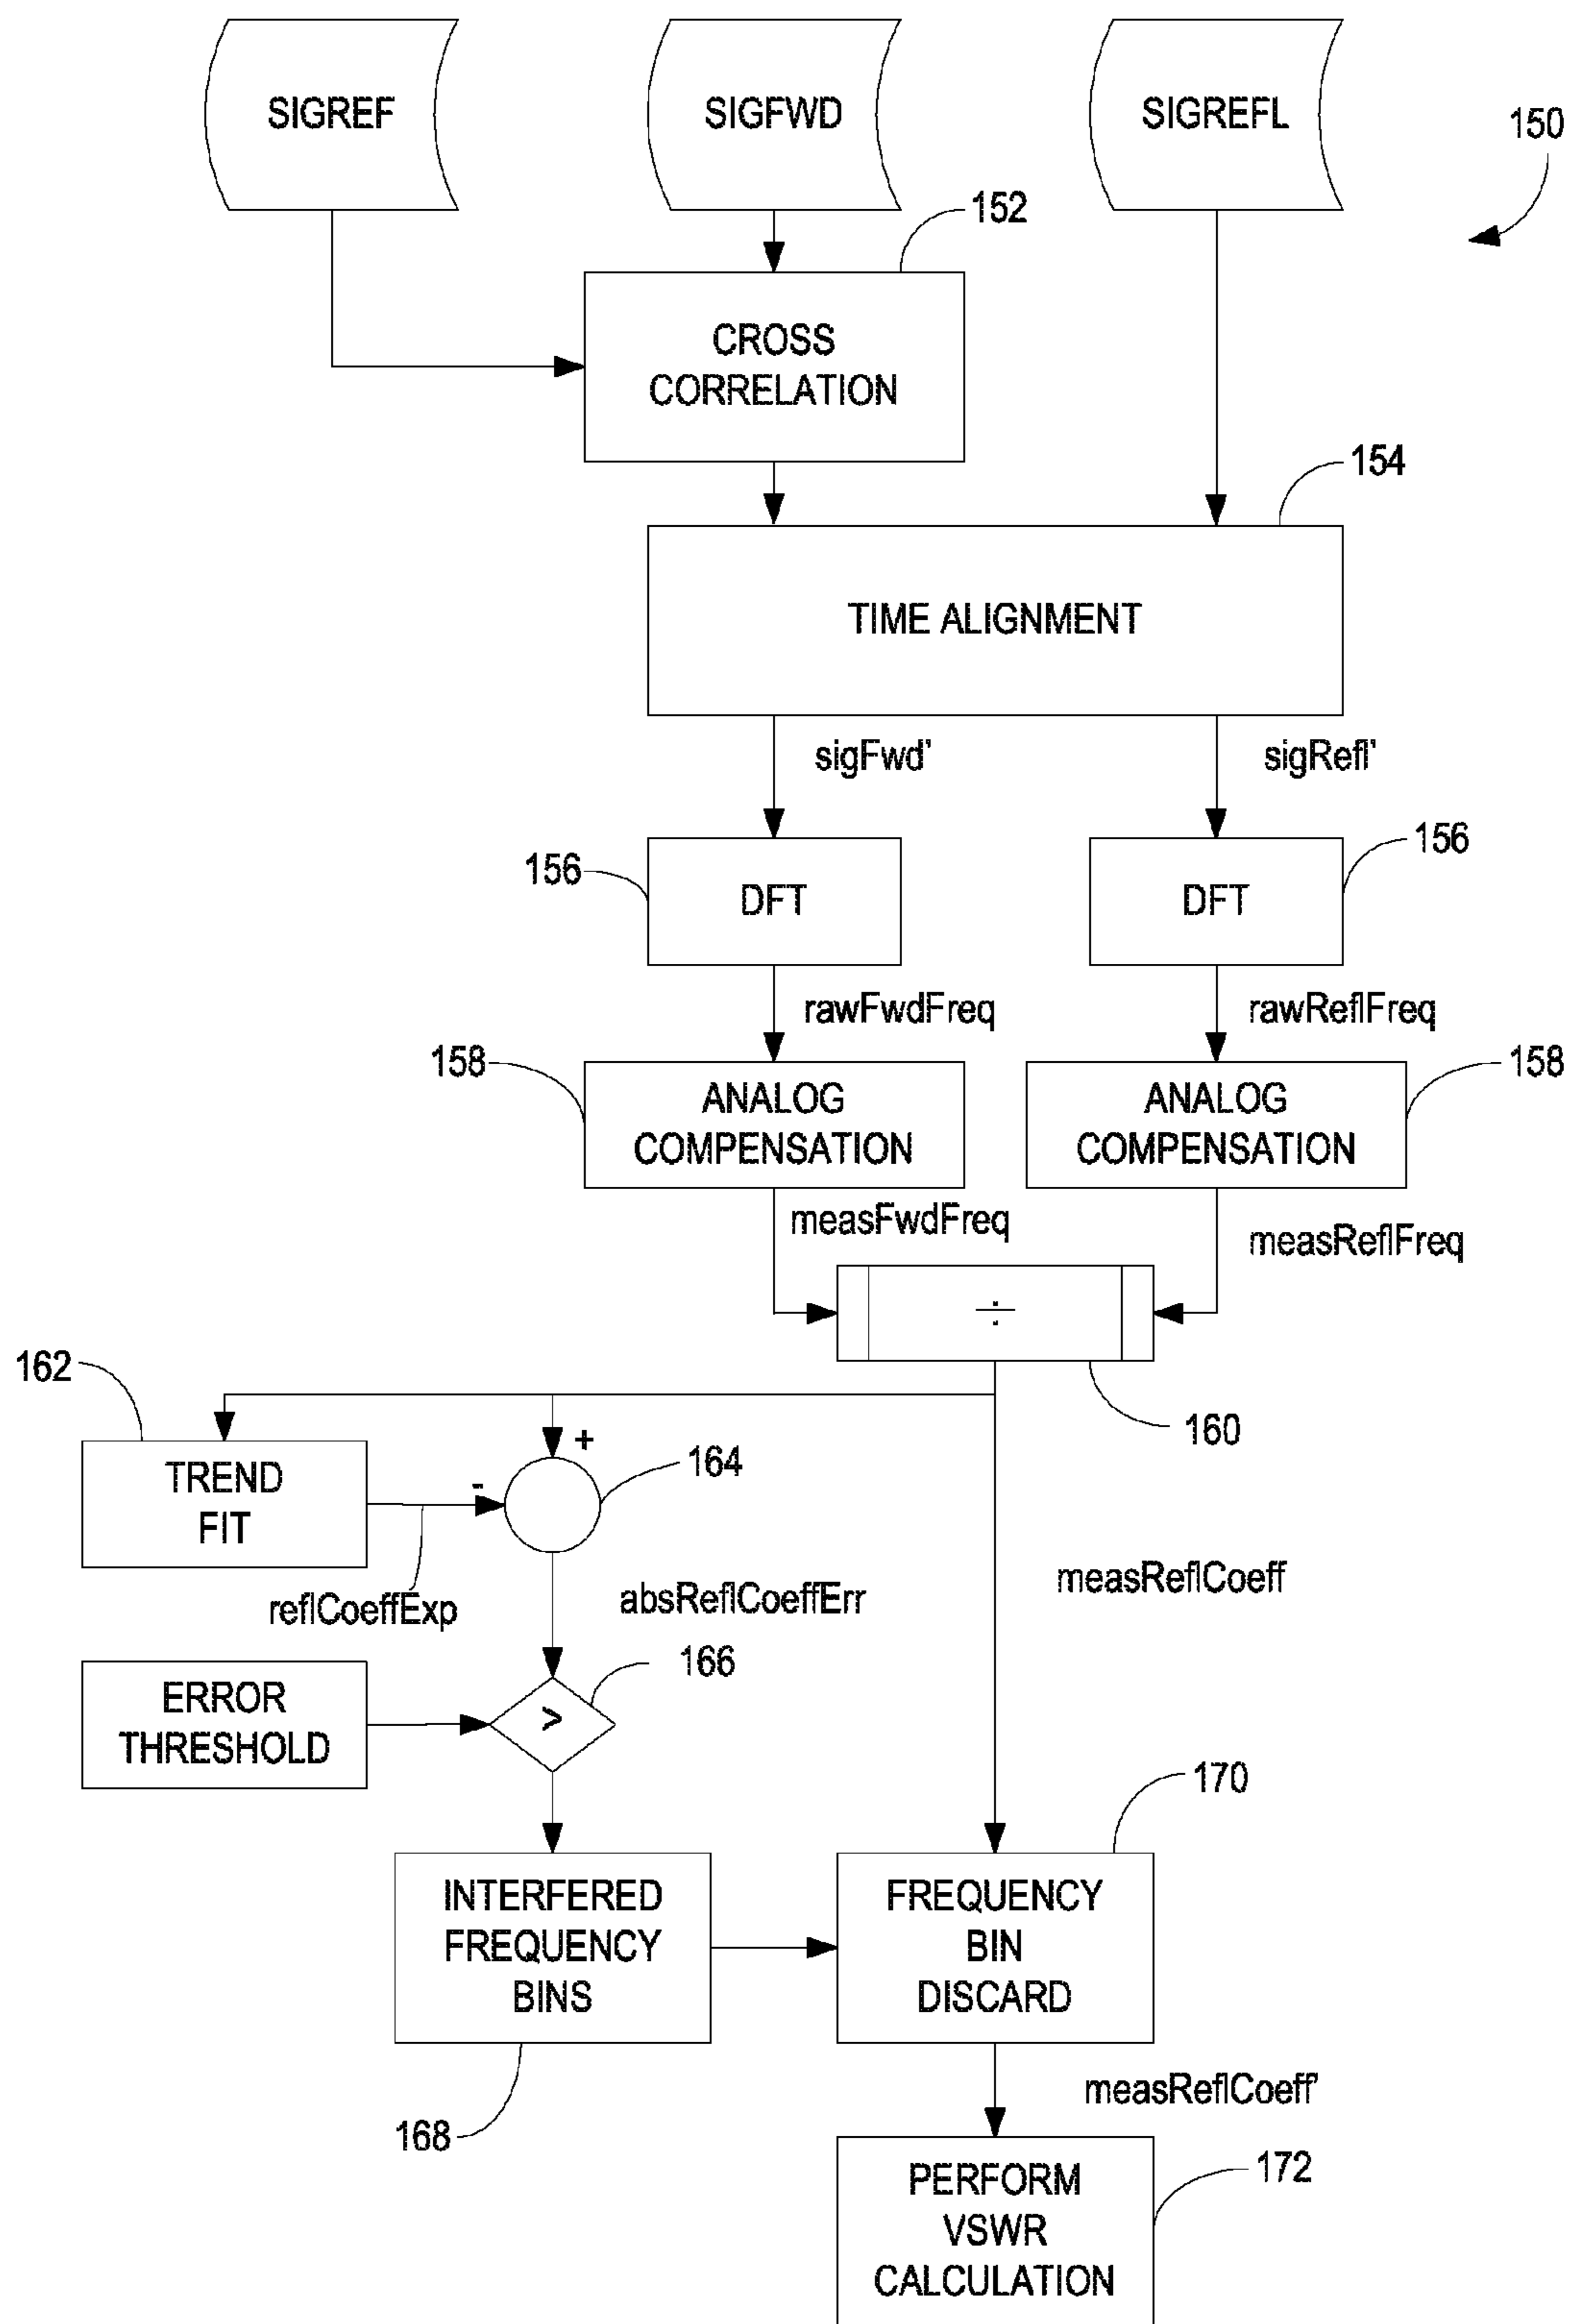 SIGREF
SIGFWD
SIGREFL
150
152
CROSS
CORRELATION
154
TIME ALIGNMENT
sigFwd’
sigRefl’
156
DFT
DFT
156
rawFwdFreq
rawReflFreq
158
ANALOG
COMPENSATION
ANALOG
COMPENSATION
158
measFwdFreq
measReflFreq
÷
160
162
TREND
FIT
+
-
164
reflCoeffExp
absReflCoeffErr
measReflCoeff
ERROR
THRESHOLD
>
166
170
INTERFERED
FREQUENCY
BINS
FREQUENCY
BIN
DISCARD
168
measReflCoeff’
PERFORM
VSWR
CALCULATION
172